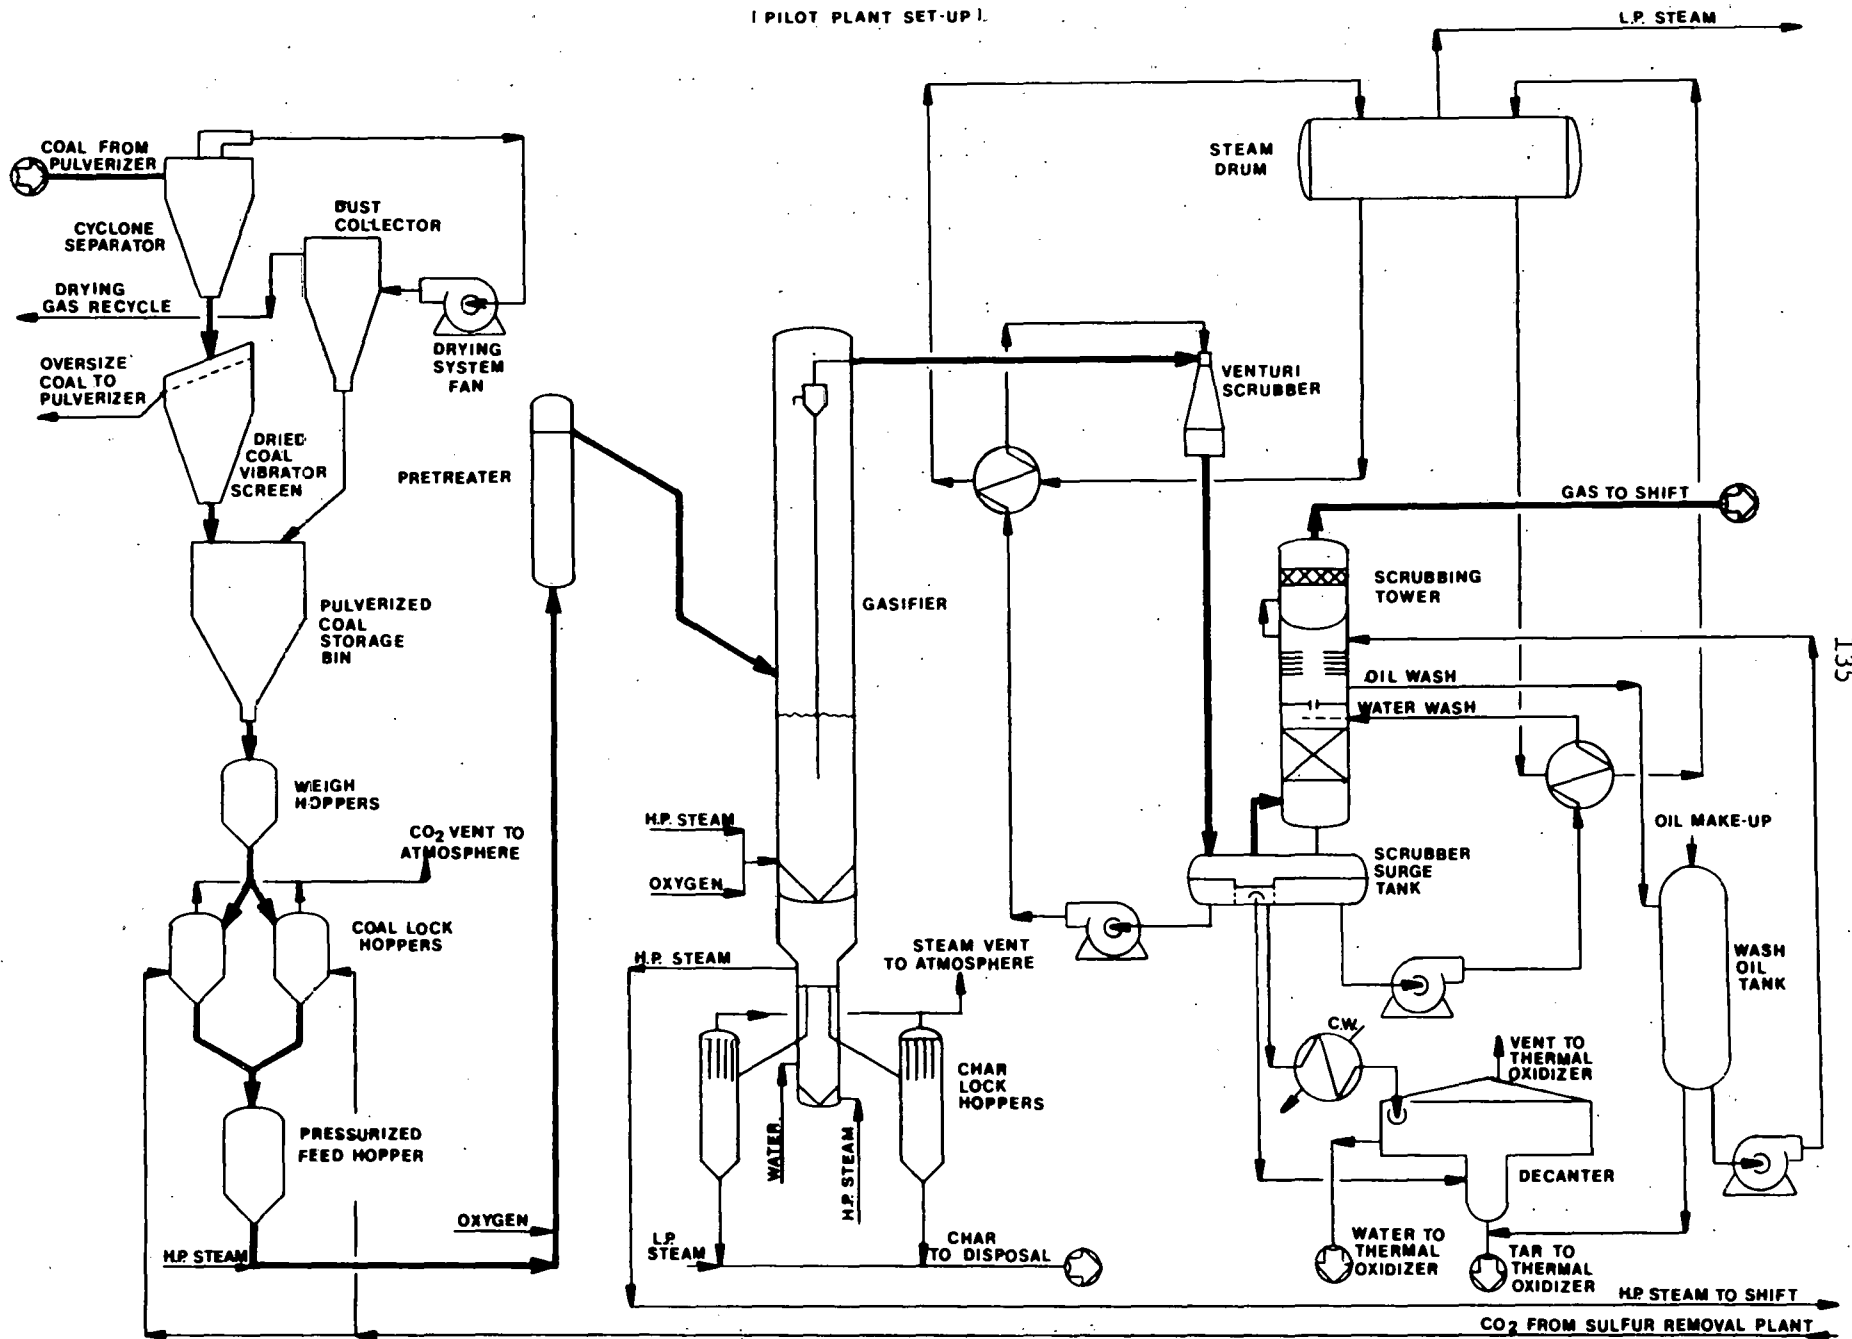 [ PILOT PLANT SET-UP ]
L.P. STEAM
COAL FROM
PULVERIZER
STEAM
DRUM
DUST
COLLECTOR
CYCLONE
SEPARATOR
DRYING
GAS RECYCLE
DRYING
SYSTEM
FAN
OVERSIZE
COAL TO
PULVERIZER
VENTURI
SCRUBBER
DRIED
COAL
VIBRATOR
SCREEN
PRETREATER
GAS TO SHIFT
SCRUBBING
TOWER
PULVERIZED
COAL
STORAGE
BIN
GASIFIER
135
OIL WASH
WATER WASH
WEIGH
HOPPERS
H.P. STEAM
OXYGEN
CO2 VENT TO
ATMOSPHERE
OIL MAKE-UP
SCRUBBER
SURGE
TANK
COAL LOCK
HOPPERS
H.P. STEAM
STEAM VENT
TO ATMOSPHERE
WASH
OIL
TANK
C.W.
VENT TO
THERMAL
OXIDIZER
CHAR
LOCK
HOPPERS
WATER
H.P. STEAM
PRESSURIZED
FEED HOPPER
DECANTER
OXYGEN
H.P. STEAM
L.P.
STEAM
CHAR
TO DISPOSAL
WATER TO
THERMAL
OXIDIZER
TAR TO
THERMAL
OXIDIZER
H.P. STEAM TO SHIFT
CO2 FROM SULFUR REMOVAL PLANT